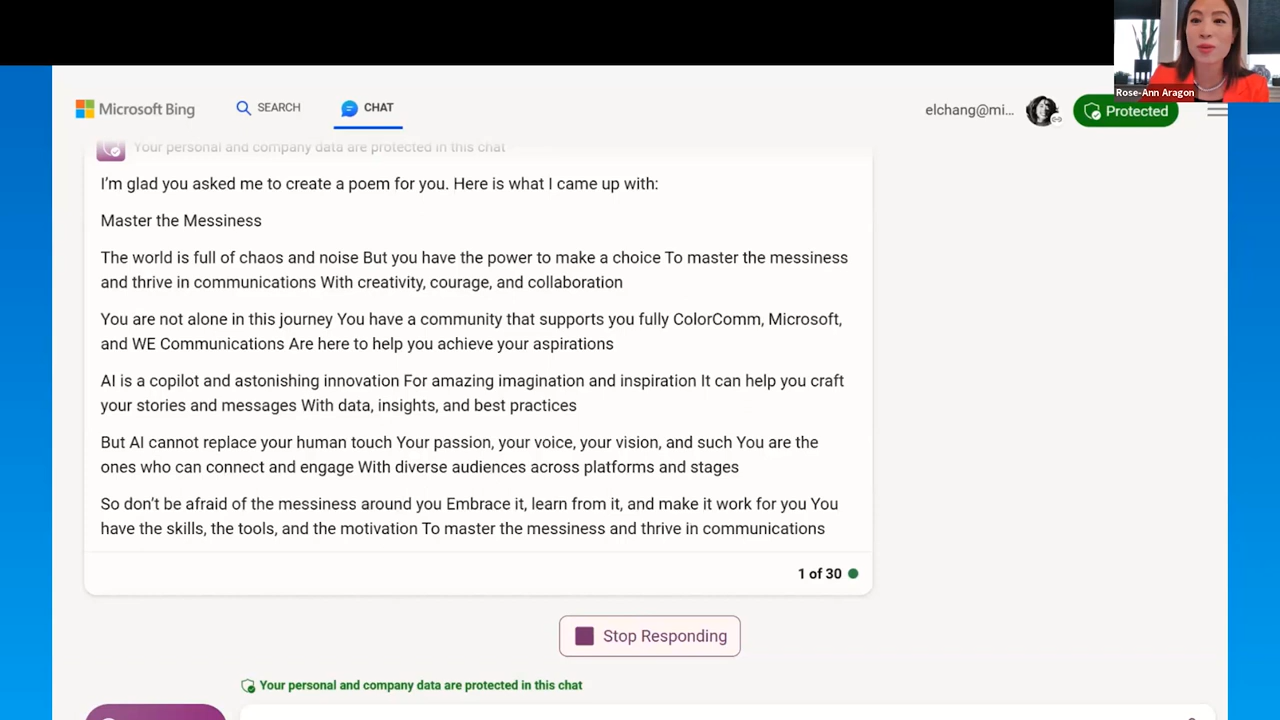 Rose-Ann Aragon
Microsoft Bing
SEARCH
CHAT
elchang@mi...
Protected
Your personal and company data are protected in this chat
I’m glad you asked me to create a poem for you. Here is what I came up with:
Master the Messiness
The world is full of chaos and noise But you have the power to make a choice To master the messiness
and thrive in communications With creativity, courage, and collaboration
You are not alone in this journey You have a community that supports you fully ColorComm, Microsoft,
and WE Communications Are here to help you achieve your aspirations
AI is a copilot and astonishing innovation For amazing imagination and inspiration It can help you craft
your stories and messages With data, insights, and best practices
But AI cannot replace your human touch Your passion, your voice, your vision, and such You are the
ones who can connect and engage With diverse audiences across platforms and stages
So don’t be afraid of the messiness around you Embrace it, learn from it, and make it work for you You
have the skills, the tools, and the motivation To master the messiness and thrive in communications
1 of 30
Stop Responding
Your personal and company data are protected in this chat